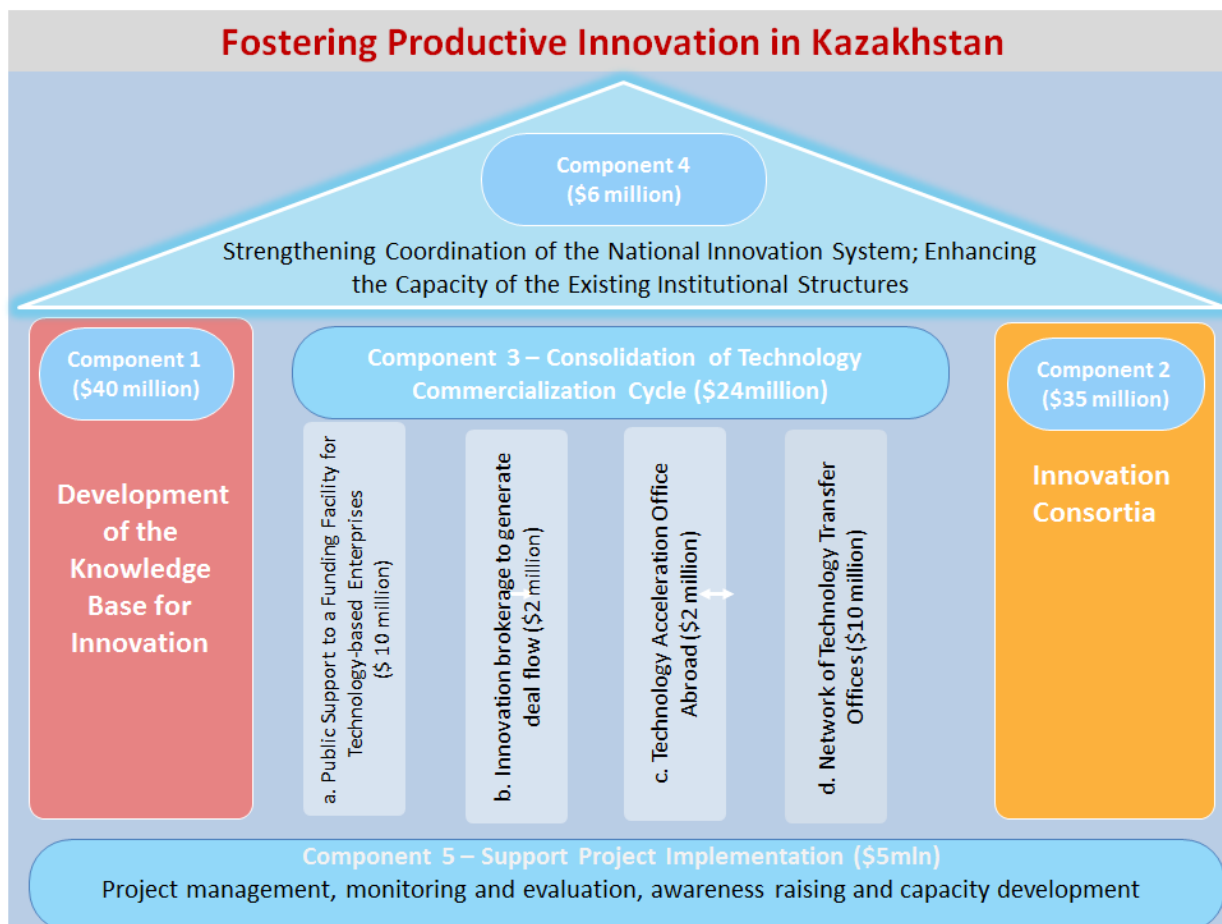 Fostering Productive Innovation in Kazakhstan
Component 4
($6 million)
Strengthening Coordination of the National Innovation System; Enhancing
the Capacity of the Existing Institutional Structures
Component 1
($40 million)
Development
of the
Knowledge
Base for
Innovation
Component 3 – Consolidation of Technology
Commercialization Cycle ($24million)
a. Public Support to a Funding Facility for
Technology-based Enterprises
($ 10 million)
b. Innovation brokerage to generate
deal flow ($2 million)
c. Technology Acceleration Office
Abroad ($2 million)
d. Network of Technology Transfer
Offices ($10 million)
Component 2
($35 million)
Innovation
Consortia
Component 5 – Support Project Implementation ($5mln)
Project management, monitoring and evaluation, awareness raising and capacity development